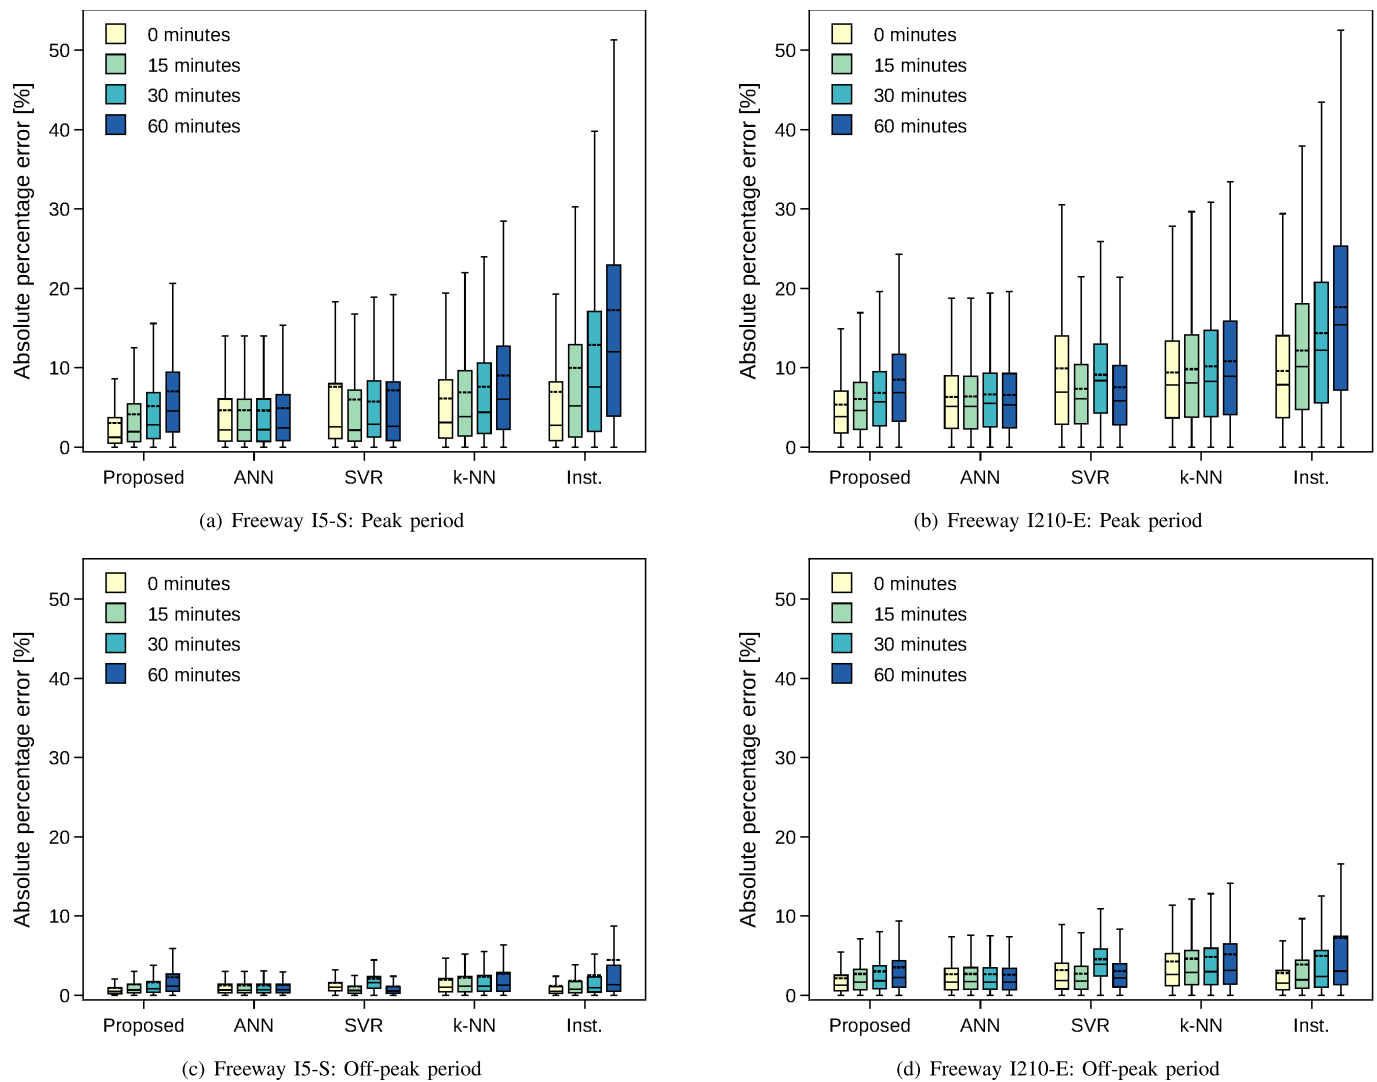 Absolute percentage error [%]
50
40
30
20
10
0
0 minutes
15 minutes
30 minutes
60 minutes
Proposed ANN SVR k-NN Inst.
(a) Freeway I5-S: Peak period
Absolute percentage error [%]
50
40
30
20
10
0
0 minutes
15 minutes
30 minutes
60 minutes
Proposed ANN SVR k-NN Inst.
(b) Freeway I210-E: Peak period
Absolute percentage error [%]
50
40
30
20
10
0
0 minutes
15 minutes
30 minutes
60 minutes
Proposed ANN SVR k-NN Inst.
(c) Freeway I5-S: Off-peak period
Absolute percentage error [%]
50
40
30
20
10
0
0 minutes
15 minutes
30 minutes
60 minutes
Proposed ANN SVR k-NN Inst.
(d) Freeway I210-E: Off-peak period